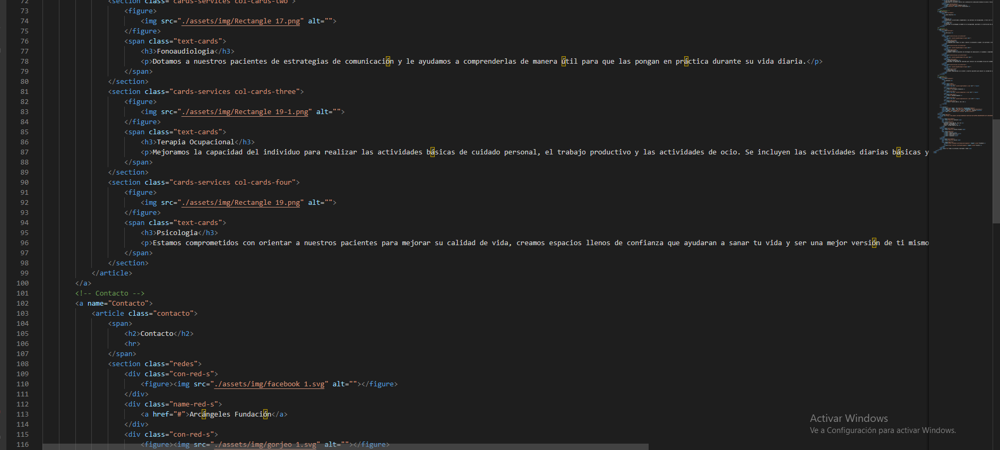 72 <section class="cards-services col-cards-two">
73 <figure>
74 <img src="./assets/img/Rectangle 17.png" alt="">
75 </figure>
76 <span class="text-cards">
77 <h3>Fonoaudiologia</h3>
78 <p>Dotamos a nuestros pacientes de estrategias de comunicación y le ayudamos a comprenderlas de manera útil para que las pongan en práctica durante su vida diaria.</p>
79 </span>
80 </section>
81 <section class="cards-services col-cards-three">
82 <figure>
83 <img src="./assets/img/Rectangle 19-1.png" alt="">
84 </figure>
85 <span class="text-cards">
86 <h3>Terapia Ocupacional</h3>
87 <p>Mejoramos la capacidad del individuo para realizar las actividades básicas de cuidado personal, el trabajo productivo y las actividades de ocio. Se incluyen las actividades diarias básicas y
88 </span>
89 </section>
90 <section class="cards-services col-cards-four">
91 <figure>
92 <img src="./assets/img/Rectangle 19.png" alt="">
93 </figure>
94 <span class="text-cards">
95 <h3>Psicologia</h3>
96 <p>Estamos comprometidos con orientar a nuestros pacientes para mejorar su calidad de vida, creamos espacios llenos de confianza que ayudaran a sanar tu vida y ser una mejor versión de ti mismo
97 </span>
98 </section>
99 </article>
100 </a>
101 <!-- Contacto -->
102 <a name="Contacto">
103 <article class="contacto">
104 <span>
105 <h2>Contacto</h2>
106 <hr>
107 </span>
108 <section class="redes">
109 <div class="con-red-s">
110 <figure><img src="./assets/img/facebook 1.svg" alt=""></figure>
111 </div>
112 <div class="name-red-s">
113 <a href="#">Arcángeles Fundación</a>
114 </div>
115 <div class="con-red-s">
116 <figure><img src="./assets/img/gorjeo 1.svg" alt=""></figure>
Activar Windows
Ve a Configuración para activar Windows.